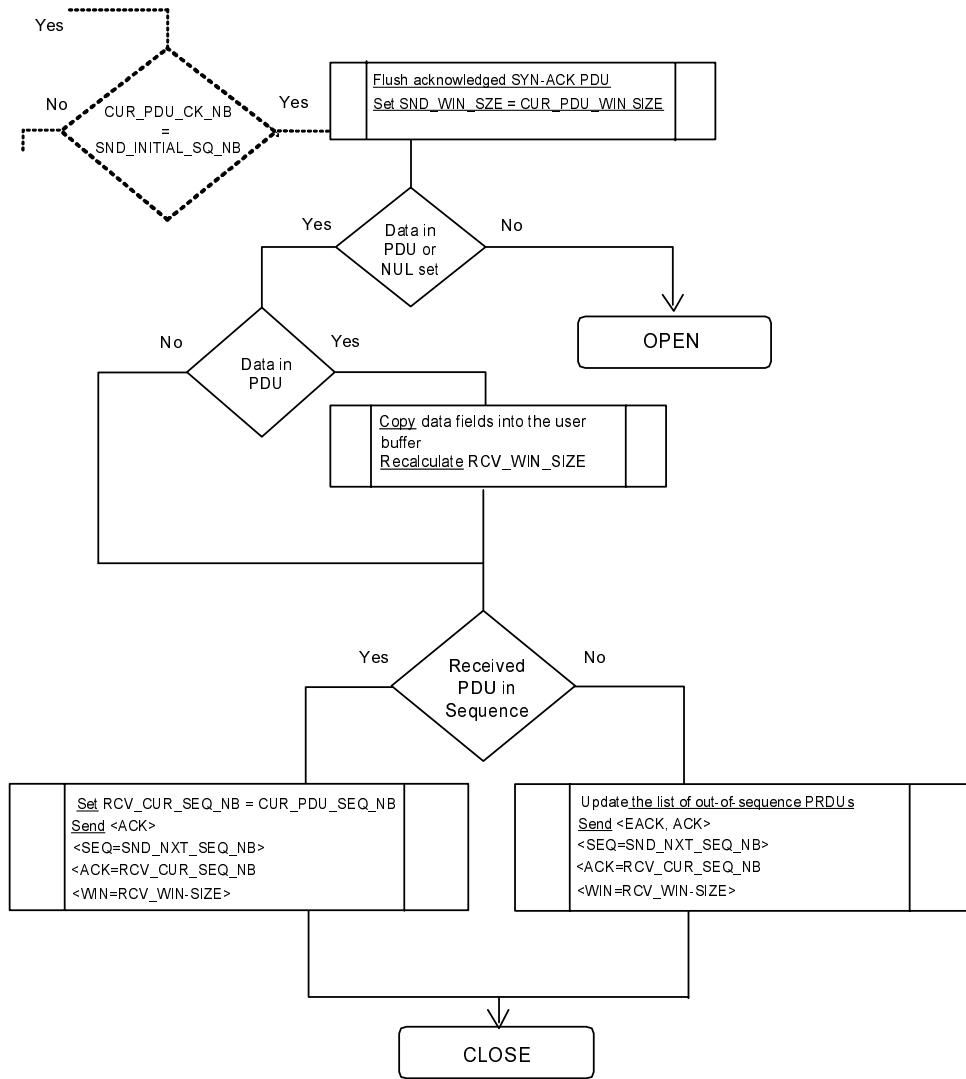 Yes
No
Yes
CUR_PDU_CK_NB
=
SND_INITIAL_SQ_NB
Flush acknowledged SYN-ACK PDU
Set SND_WIN_SZE = CUR_PDU_WIN SIZE
Yes
No
Data in
PDU or
NUL set
OPEN
No
Yes
Data in
PDU
Copy data fields into the user
buffer
Recalculate RCV_WIN_SIZE
Yes
No
Received
PDU in
Sequence
Set RCV_CUR_SEQ_NB = CUR_PDU_SEQ_NB
Send <ACK>
<SEQ=SND_NXT_SEQ_NB>
<ACK=RCV_CUR_SEQ_NB
<WIN=RCV_WIN-SIZE>
Update the list of out-of-sequence PRDUs
Send <EACK, ACK>
<SEQ=SND_NXT_SEQ_NB>
<ACK=RCV_CUR_SEQ_NB
<WIN=RCV_WIN-SIZE>
CLOSE